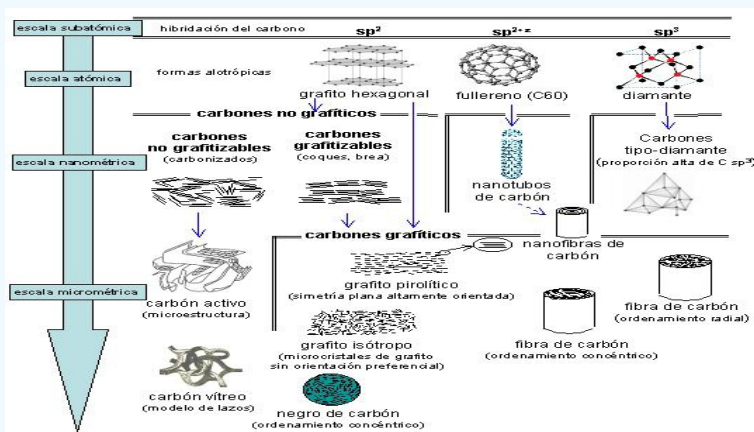 escala subatómica
hibridación del carbono
sp²
sp²⁺ᶻ
sp³
escala atómica
formas alotrópicas
grafito hexagonal
fullereno (C60)
diamante
carbones no grafíticos
carbones
no grafitizables
(carbonizados)
carbones
grafitizables
(coques, brea)
Carbones
tipo-diamante
(proporción alta de C sp³)
escala nanométrica
nanotubos
de carbón
carbones grafíticos
nanofibras de
carbón
escala micrométrica
carbón activo
(microestructura)
grafito pirolítico
(simetría plana altamente orientada)
fibra de carbón
(ordenamiento radial)
grafito isótropo
(microcristales de grafito
sin orientación preferencial)
fibra de carbón
(ordenamiento concéntrico)
carbón vítreo
(modelo de lazos)
negro de carbón
(ordenamiento concéntrico)